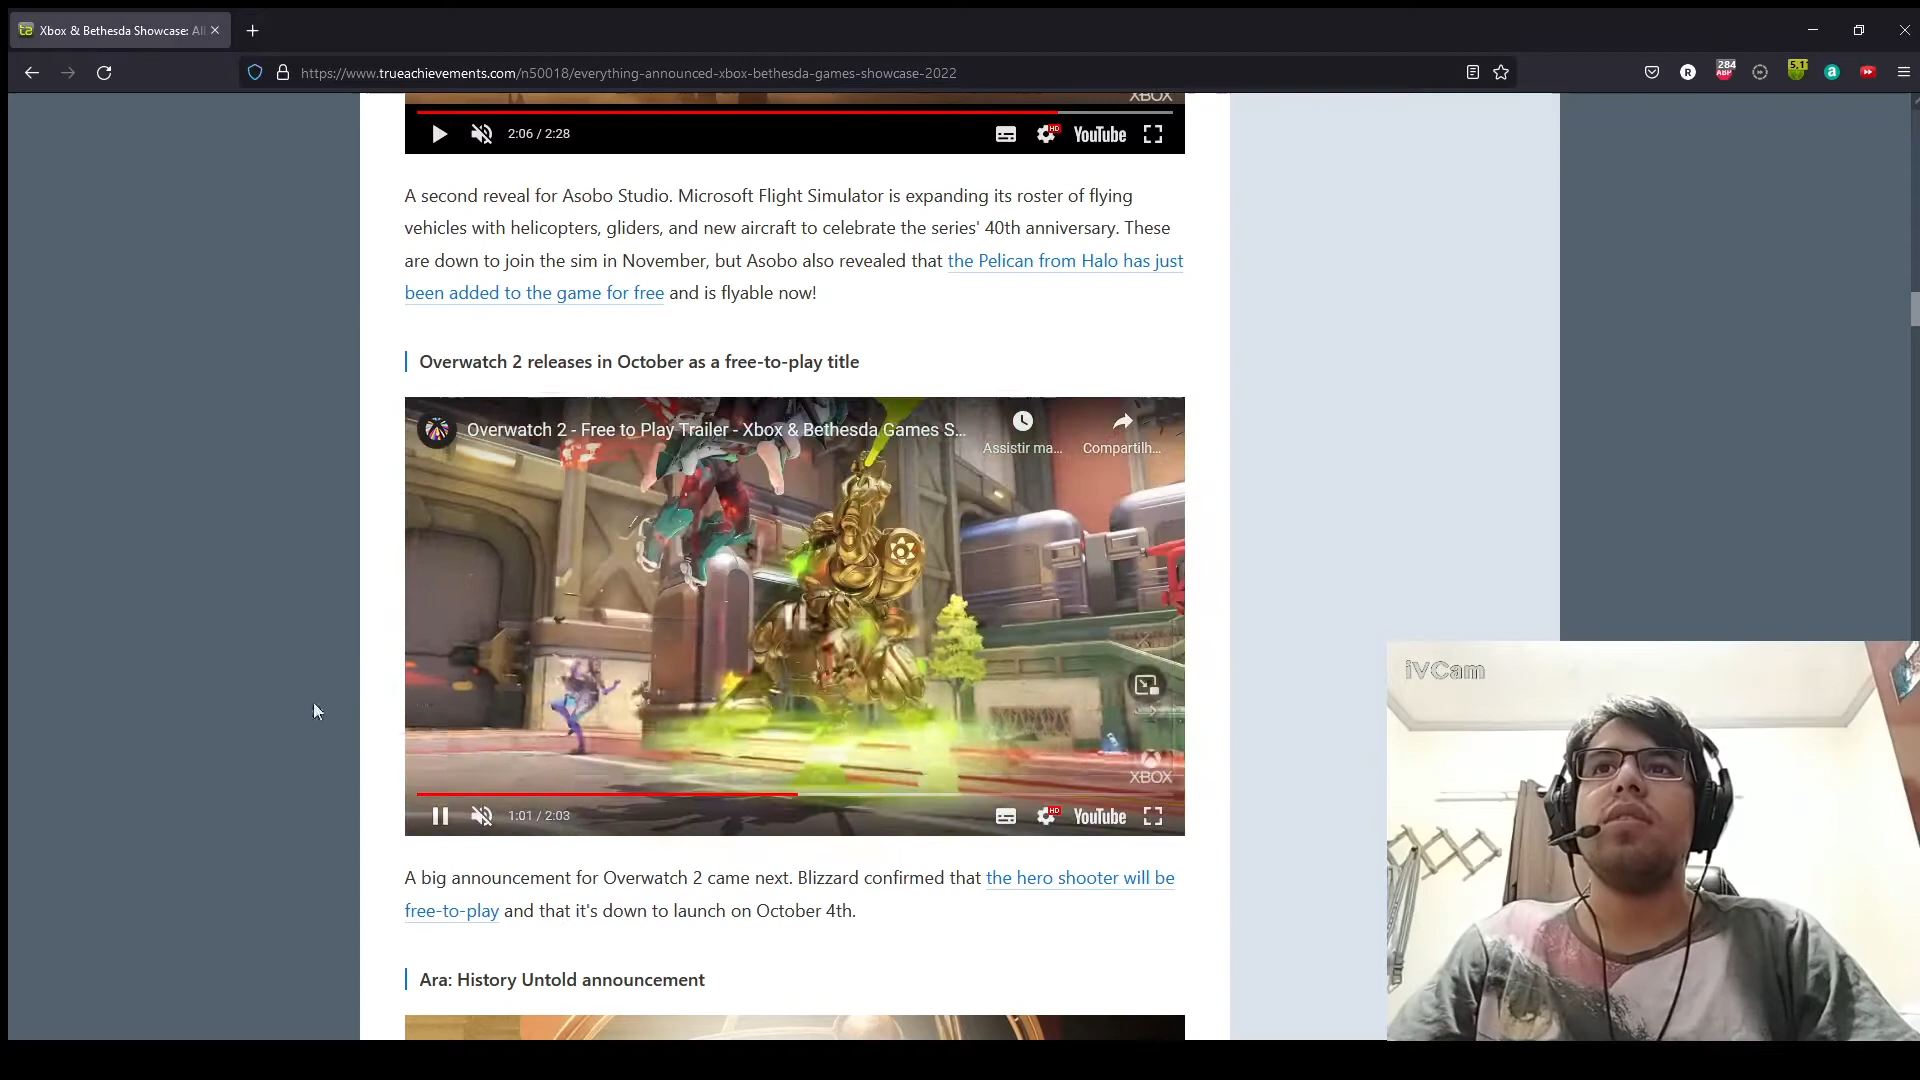 Xbox & Bethesda Showcase: All
https://www.trueachievements.com/n50018/everything-announced-xbox-bethesda-games-showcase-2022
R
284
ABP
5.1
a
XBOX
2:06 / 2:28
HD
YouTube
A second reveal for Asobo Studio. Microsoft Flight Simulator is expanding its roster of flying
vehicles with helicopters, gliders, and new aircraft to celebrate the series' 40th anniversary. These
are down to join the sim in November, but Asobo also revealed that the Pelican from Halo has just
been added to the game for free and is flyable now!
Overwatch 2 releases in October as a free-to-play title
Overwatch 2 - Free to Play Trailer - Xbox & Bethesda Games S...
Assistir ma...
Compartilh...
XBOX
1:01 / 2:03
HD
YouTube
A big announcement for Overwatch 2 came next. Blizzard confirmed that the hero shooter will be
free-to-play and that it's down to launch on October 4th.
Ara: History Untold announcement
iVCam